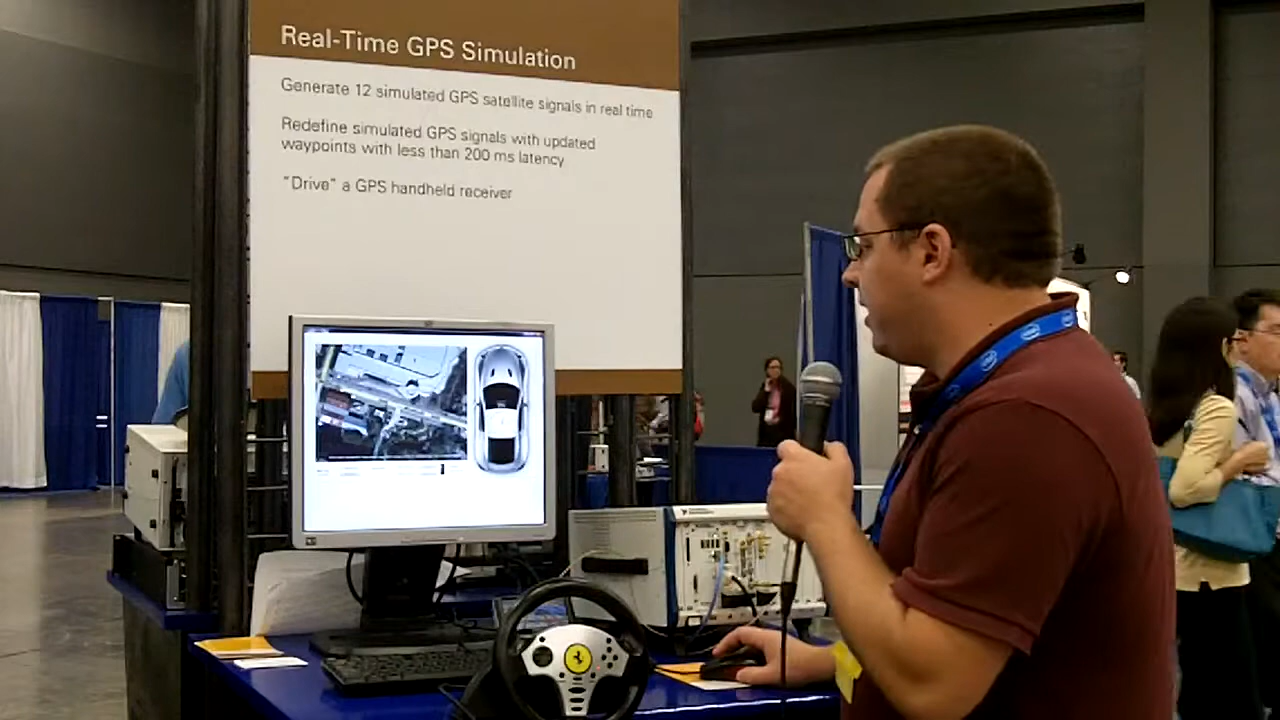 Real-Time GPS Simulation
Generate 12 simulated GPS satellite signals in real time
Redefine simulated GPS signals with updated
waypoints with less than 200 ms latency
"Drive" a GPS handheld receiver
intel